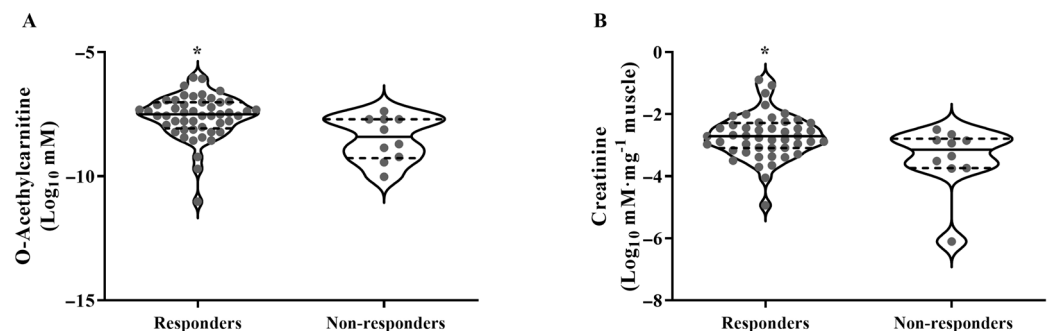 A
B
O-Acethylcarnitine
(Log10 mM)
−5
−10
−15
*
Responders
Non-responders
Creatinine
(Log10 mM·mg−1 muscle)
0
−2
−4
−6
−8
*
Responders
Non-responders